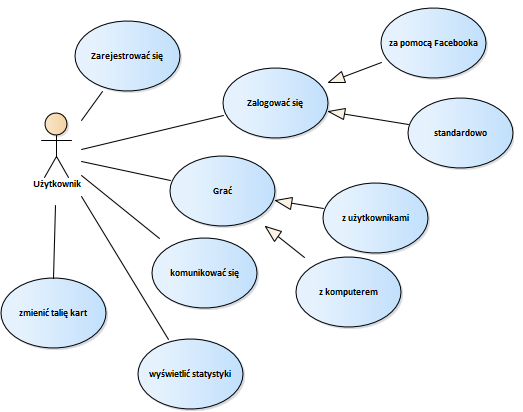 za pomocą Facebooka
Zarejestrować się
Zalogować się
standardowo
Użytkownik
Grać
z użytkownikami
komunikować się
z komputerem
zmienić talię kart
wyświetlić statystyki